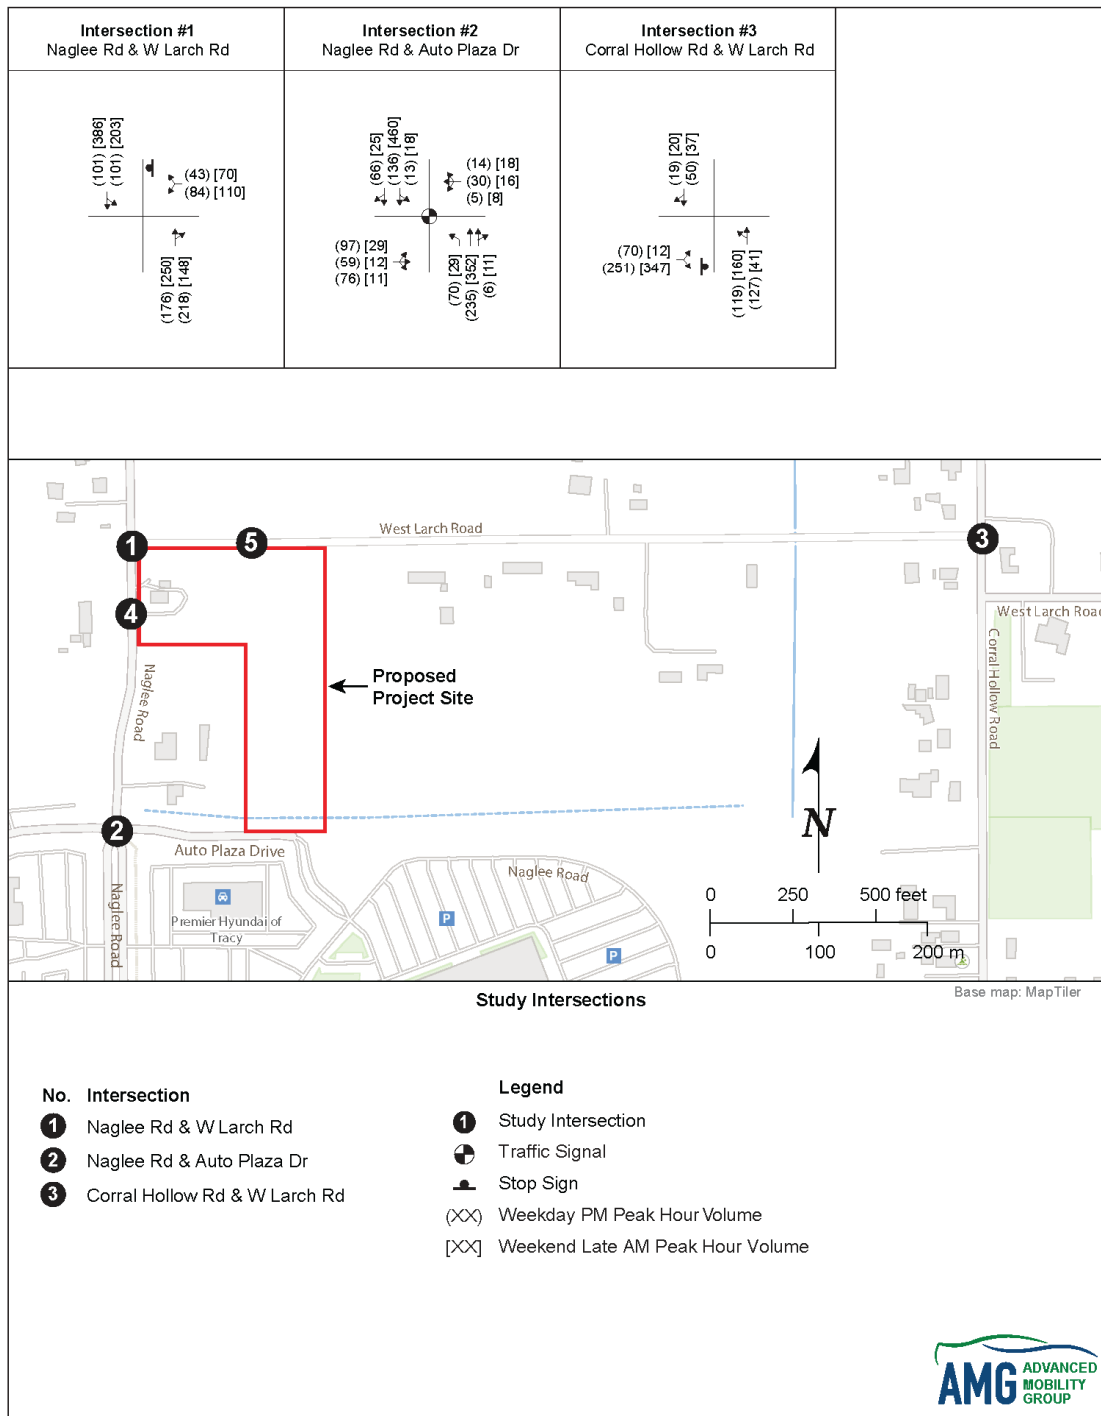 Intersection #1
Naglee Rd & W Larch Rd
Intersection #2
Naglee Rd & Auto Plaza Dr
Intersection #3
Corral Hollow Rd & W Larch Rd
(101) [386]
(101) [203]
(43) [70]
(84) [110]
(176) [250]
(218) [148]
(66) [25]
(136) [460]
(13) [18]
(14) [18]
(30) [16]
(5) [8]
(97) [29]
(59) [12]
(76) [11]
(70) [29]
(235) [352]
(6) [11]
(19) [20]
(50) [37]
(70) [12]
(251) [347]
(119) [160]
(127) [41]
West Larch Road
1
5
3
4
West Larch Road
Corral Hollow Road
Naglee Road
Proposed
Project Site
N
2
Auto Plaza Drive
Naglee Road
Naglee Road
Premier Hyundai of
Tracy
P
P
0 250 500 feet
0 100 200 m
Study Intersections
Base map: MapTiler
No. Intersection
1 Naglee Rd & W Larch Rd
2 Naglee Rd & Auto Plaza Dr
3 Corral Hollow Rd & W Larch Rd
Legend
1 Study Intersection
Traffic Signal
Stop Sign
(XX) Weekday PM Peak Hour Volume
[XX] Weekend Late AM Peak Hour Volume
AMG ADVANCED
MOBILITY
GROUP